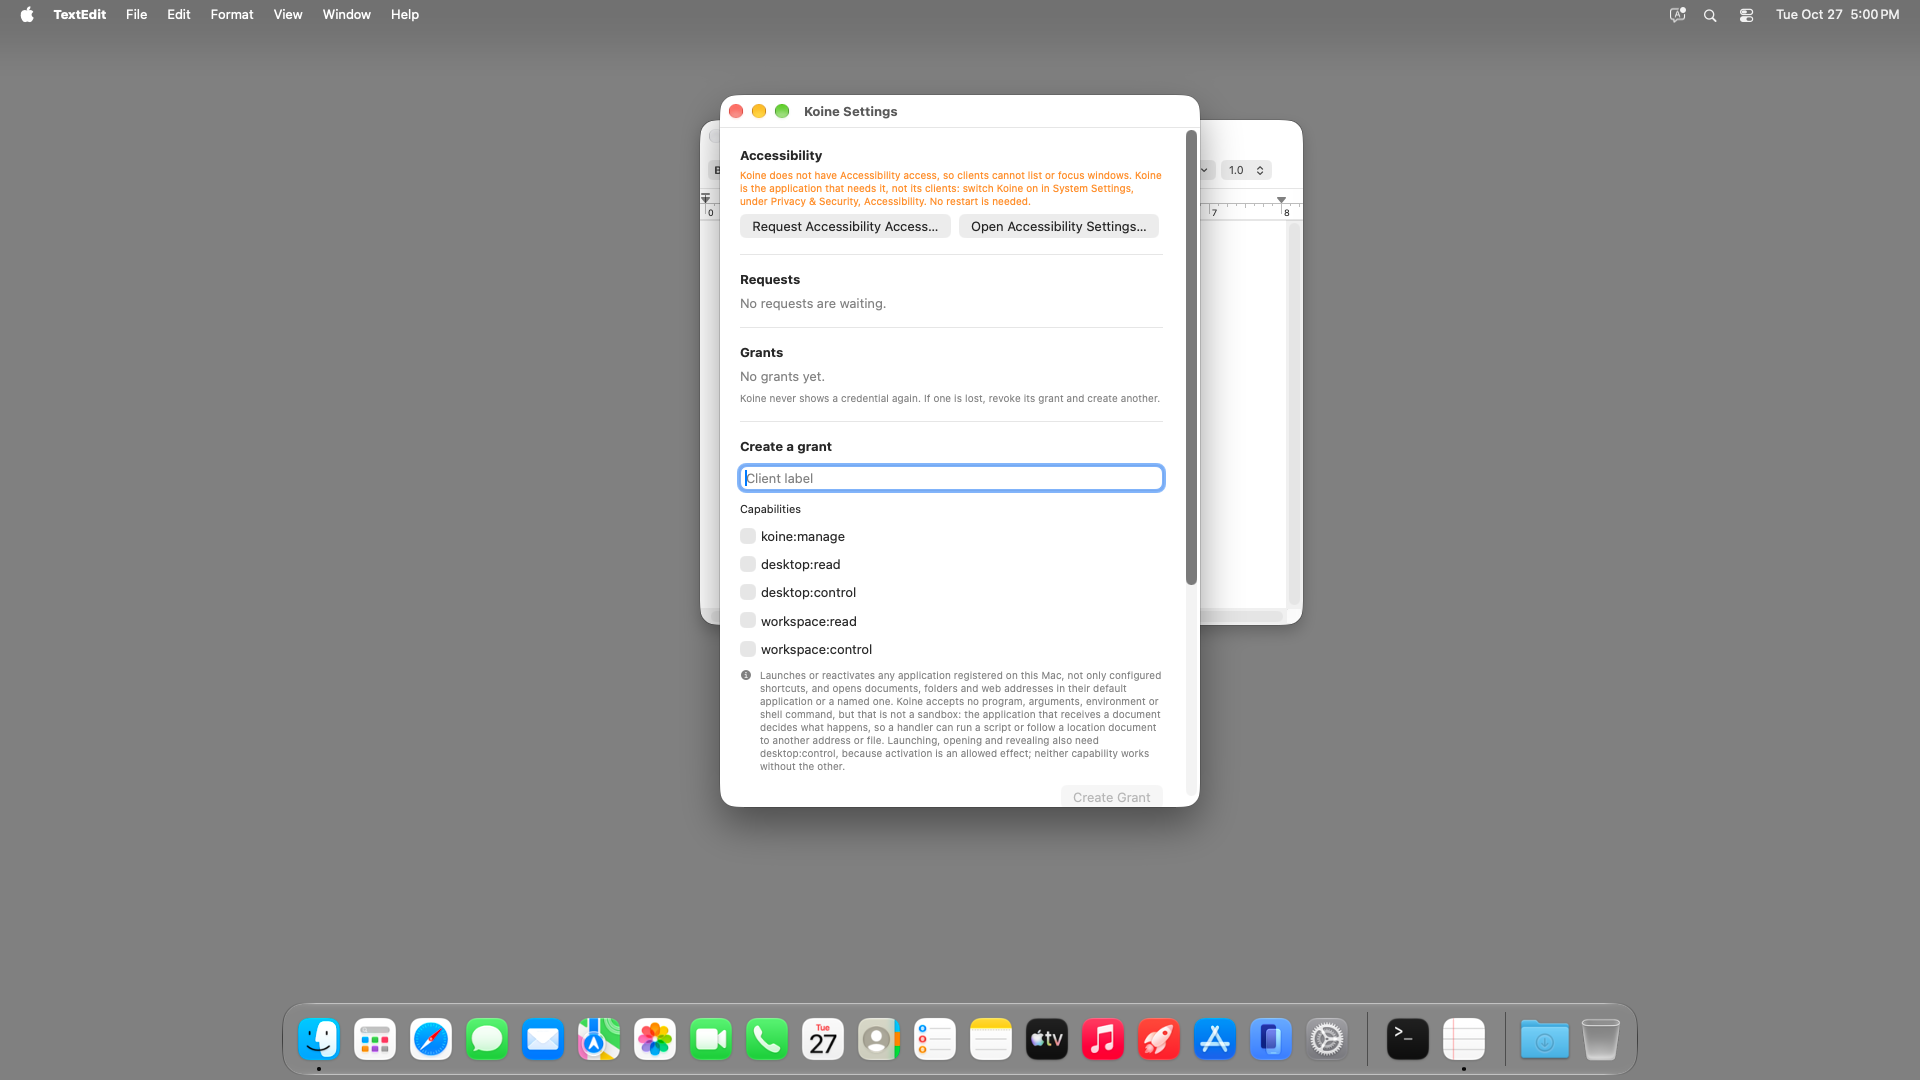 TextEdit File Edit Format View Window Help
Tue Oct 27 5:00 PM
Koine Settings
Accessibility
Koine does not have Accessibility access, so clients cannot list or focus windows. Koine
is the application that needs it, not its clients: switch Koine on in System Settings,
under Privacy & Security, Accessibility. No restart is needed.
Request Accessibility Access...
Open Accessibility Settings...
B
1.0
0
7
8
Requests
No requests are waiting.
Grants
No grants yet.
Koine never shows a credential again. If one is lost, revoke its grant and create another.
Create a grant
Client label
Capabilities
koine:manage
desktop:read
desktop:control
workspace:read
workspace:control
Launches or reactivates any application registered on this Mac, not only configured
shortcuts, and opens documents, folders and web addresses in their default
application or a named one. Koine accepts no program, arguments, environment or
shell command, but that is not a sandbox: the application that receives a document
decides what happens, so a handler can run a script or follow a location document
to another address or file. Launching, opening and revealing also need
desktop:control, because activation is an allowed effect; neither capability works
without the other.
Create Grant
Tue
27
tv
>_